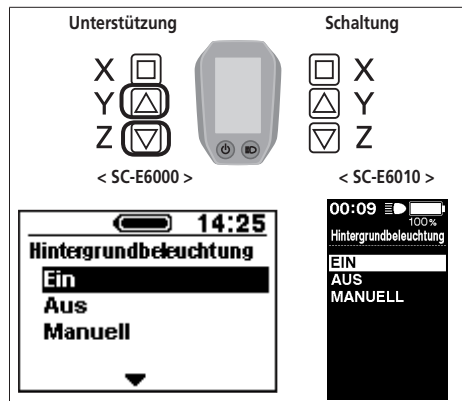 Unterstützung Schaltung
X X
Y Y
Z Z
< SC-E6000 > < SC-E6010 >
14:25
Hintergrundbeleuchtung
Ein
Aus
Manuell
00:09
100%
Hintergrundbeleuchtung
EIN
AUS
MANUELL